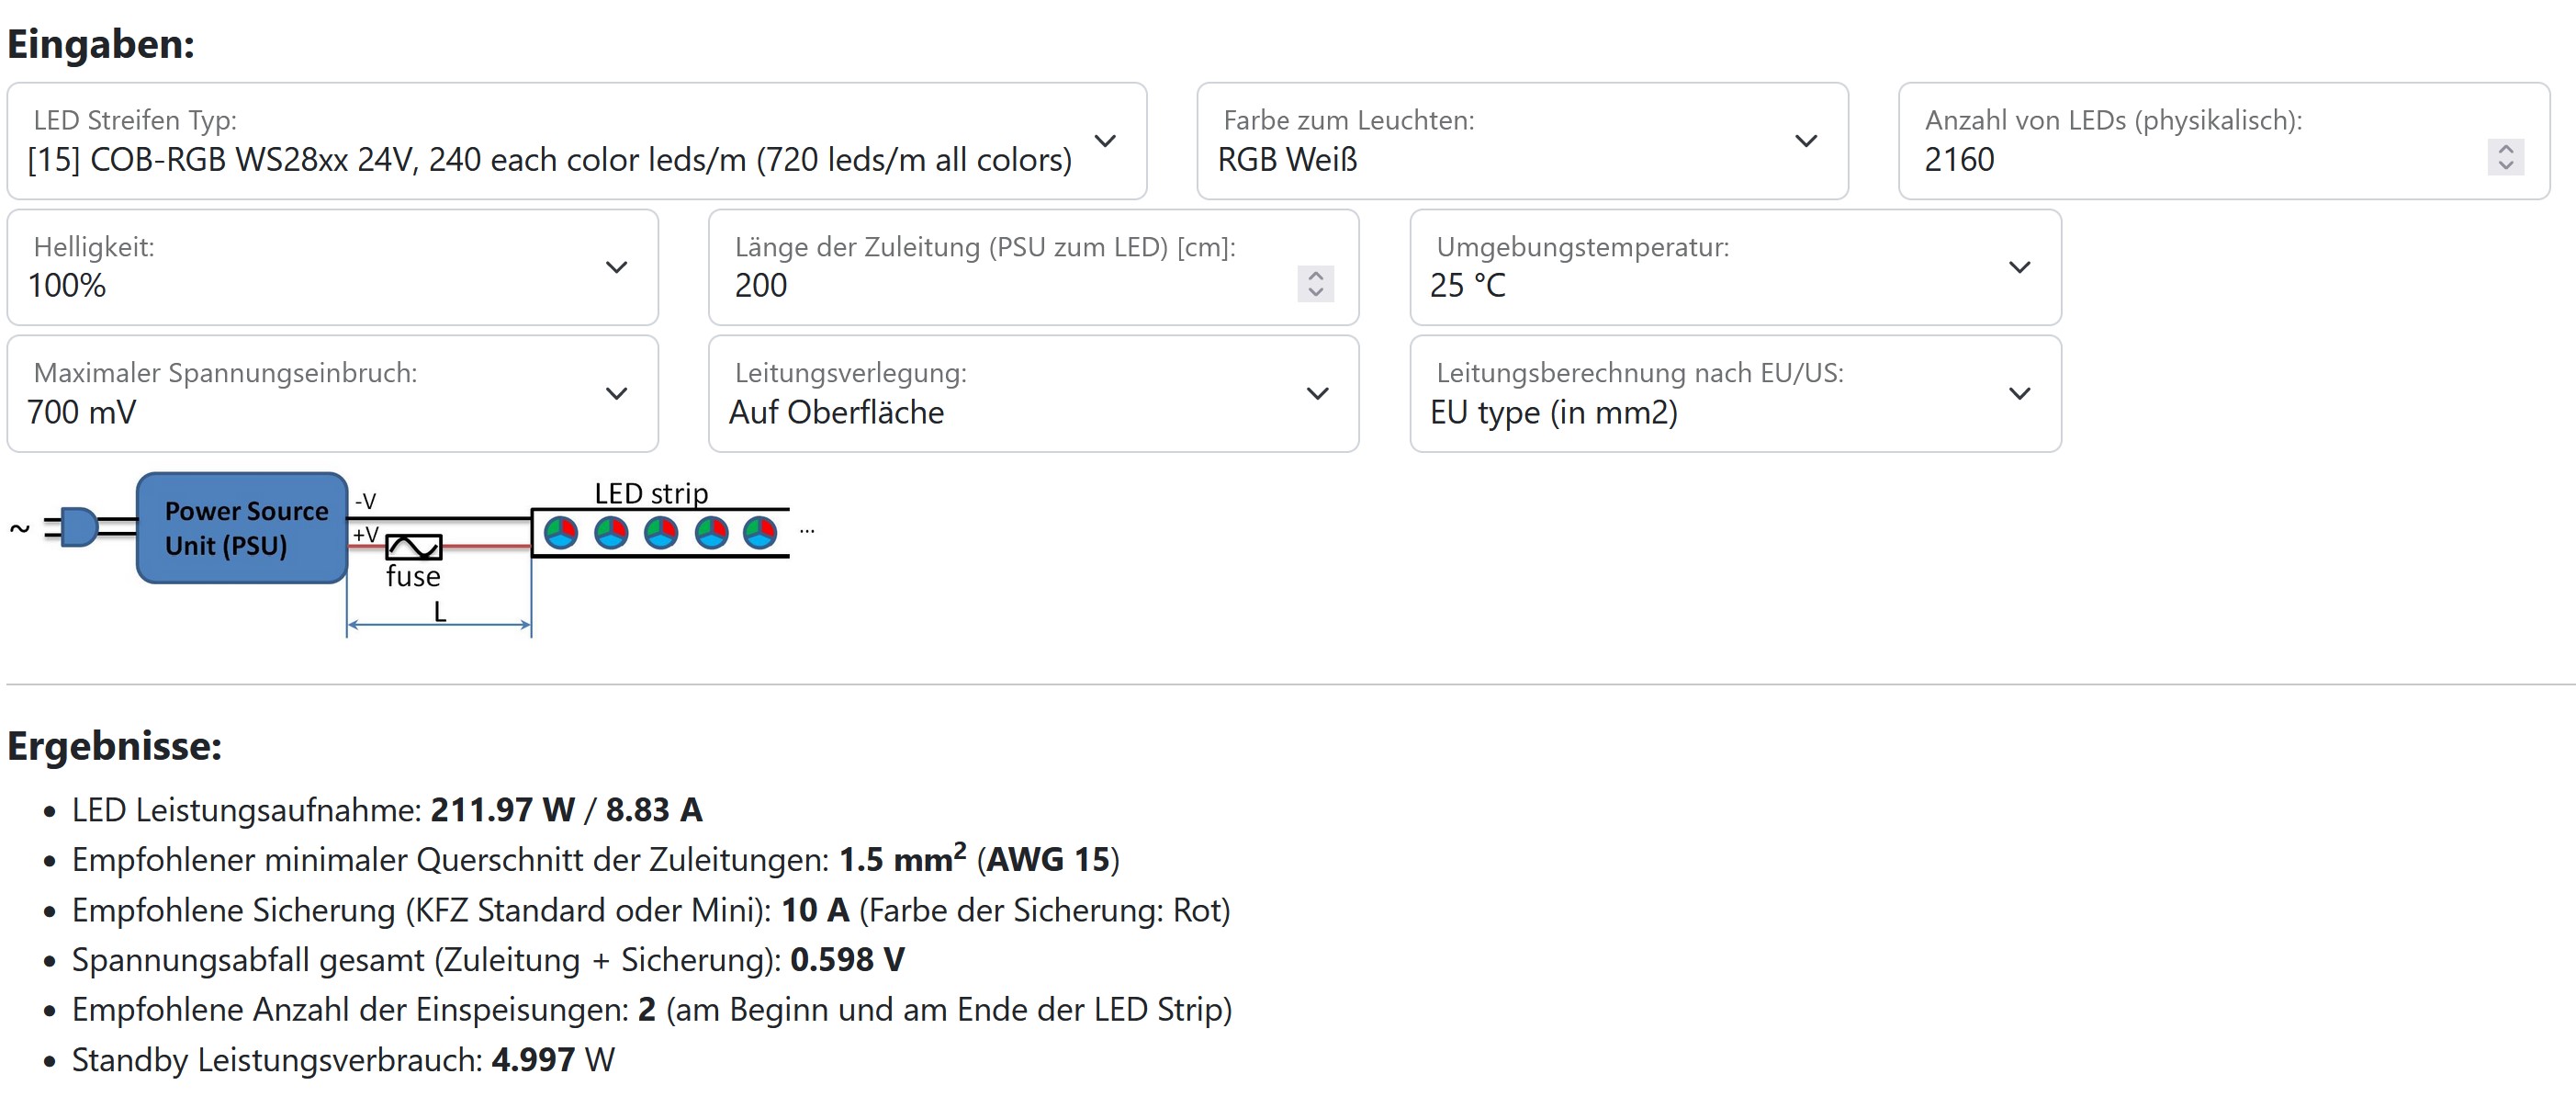 Eingaben:
LED Streifen Typ:
[15] COB-RGB WS28xx 24V, 240 each color leds/m (720 leds/m all colors)
Farbe zum Leuchten:
RGB Weiß
Anzahl von LEDs (physikalisch):
2160
Helligkeit:
100%
Länge der Zuleitung (PSU zum LED) [cm]:
200
Umgebungstemperatur:
25 °C
Maximaler Spannungseinbruch:
700 mV
Leitungsverlegung:
Auf Oberfläche
Leitungsberechnung nach EU/US:
EU type (in mm2)
~
Power Source
Unit (PSU)
-V
+V
fuse
L
LED strip
...
Ergebnisse:
• LED Leistungsaufnahme: 211.97 W / 8.83 A
• Empfohlener minimaler Querschnitt der Zuleitungen: 1.5 mm² (AWG 15)
• Empfohlene Sicherung (KFZ Standard oder Mini): 10 A (Farbe der Sicherung: Rot)
• Spannungsabfall gesamt (Zuleitung + Sicherung): 0.598 V
• Empfohlene Anzahl der Einspeisungen: 2 (am Beginn und am Ende der LED Strip)
• Standby Leistungsverbrauch: 4.997 W